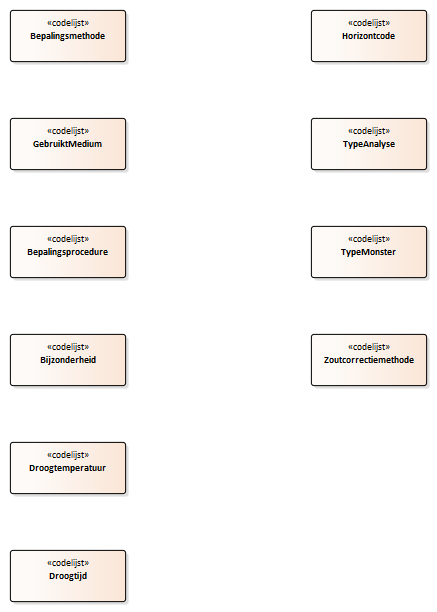 «codelijst»
Bepalingsmethode
«codelijst»
Horizontcode
«codelijst»
GebruiktMedium
«codelijst»
TypeAnalyse
«codelijst»
Bepalingsprocedure
«codelijst»
TypeMonster
«codelijst»
Bijzonderheid
«codelijst»
Zoutcorrectiemethode
«codelijst»
Droogtemperatuur
«codelijst»
Droogtijd